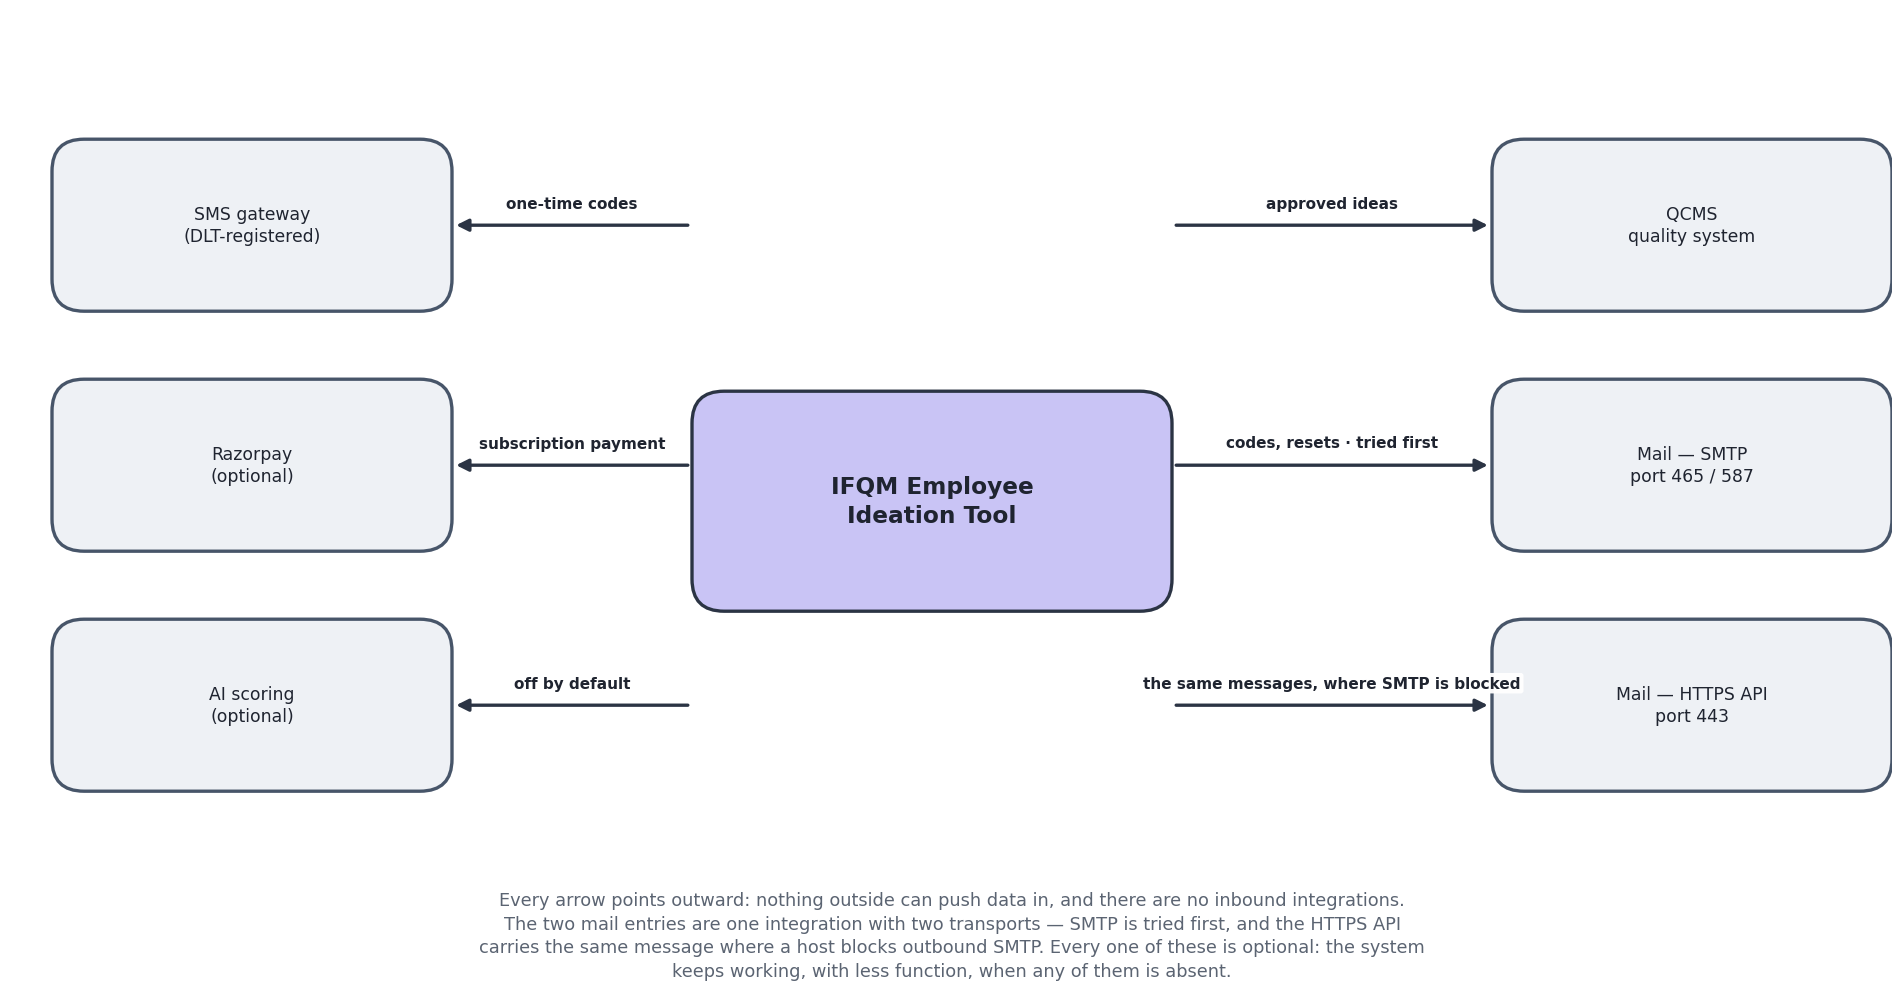 one-time codes
approved ideas
SMS gateway
(DLT-registered)
QCMS
quality system
subscription payment
codes, resets · tried first
Razorpay
(optional)
IFQM Employee
Ideation Tool
Mail — SMTP
port 465 / 587
off by default
the same messages, where SMTP is blocked
AI scoring
(optional)
Mail — HTTPS API
port 443
Every arrow points outward: nothing outside can push data in, and there are no inbound integrations.
The two mail entries are one integration with two transports — SMTP is tried first, and the HTTPS API
carries the same message where a host blocks outbound SMTP. Every one of these is optional: the system
keeps working, with less function, when any of them is absent.